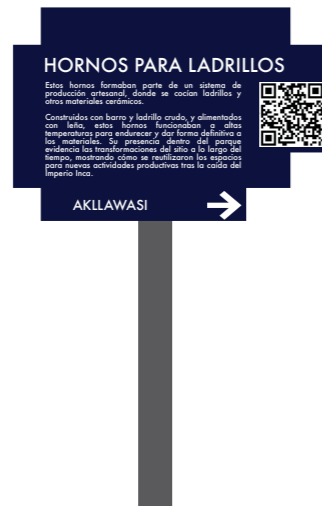 HORNOS PARA LADRILLOS
Estos hornos formaban parte de un sistema de
producción artesanal, donde se cocían ladrillos y
otros materiales cerámicos.
Construidos con barro y ladrillo crudo, y alimentados
con leña, estos hornos funcionaban a altas
temperaturas para endurecer y dar forma definitiva a
los materiales. Su presencia dentro del parque
evidencia las transformaciones del sitio a lo largo del
tiempo, mostrando cómo se reutilizaron los espacios
para nuevas actividades productivas tras la caída del
Imperio Inca.
AKLLAWASI